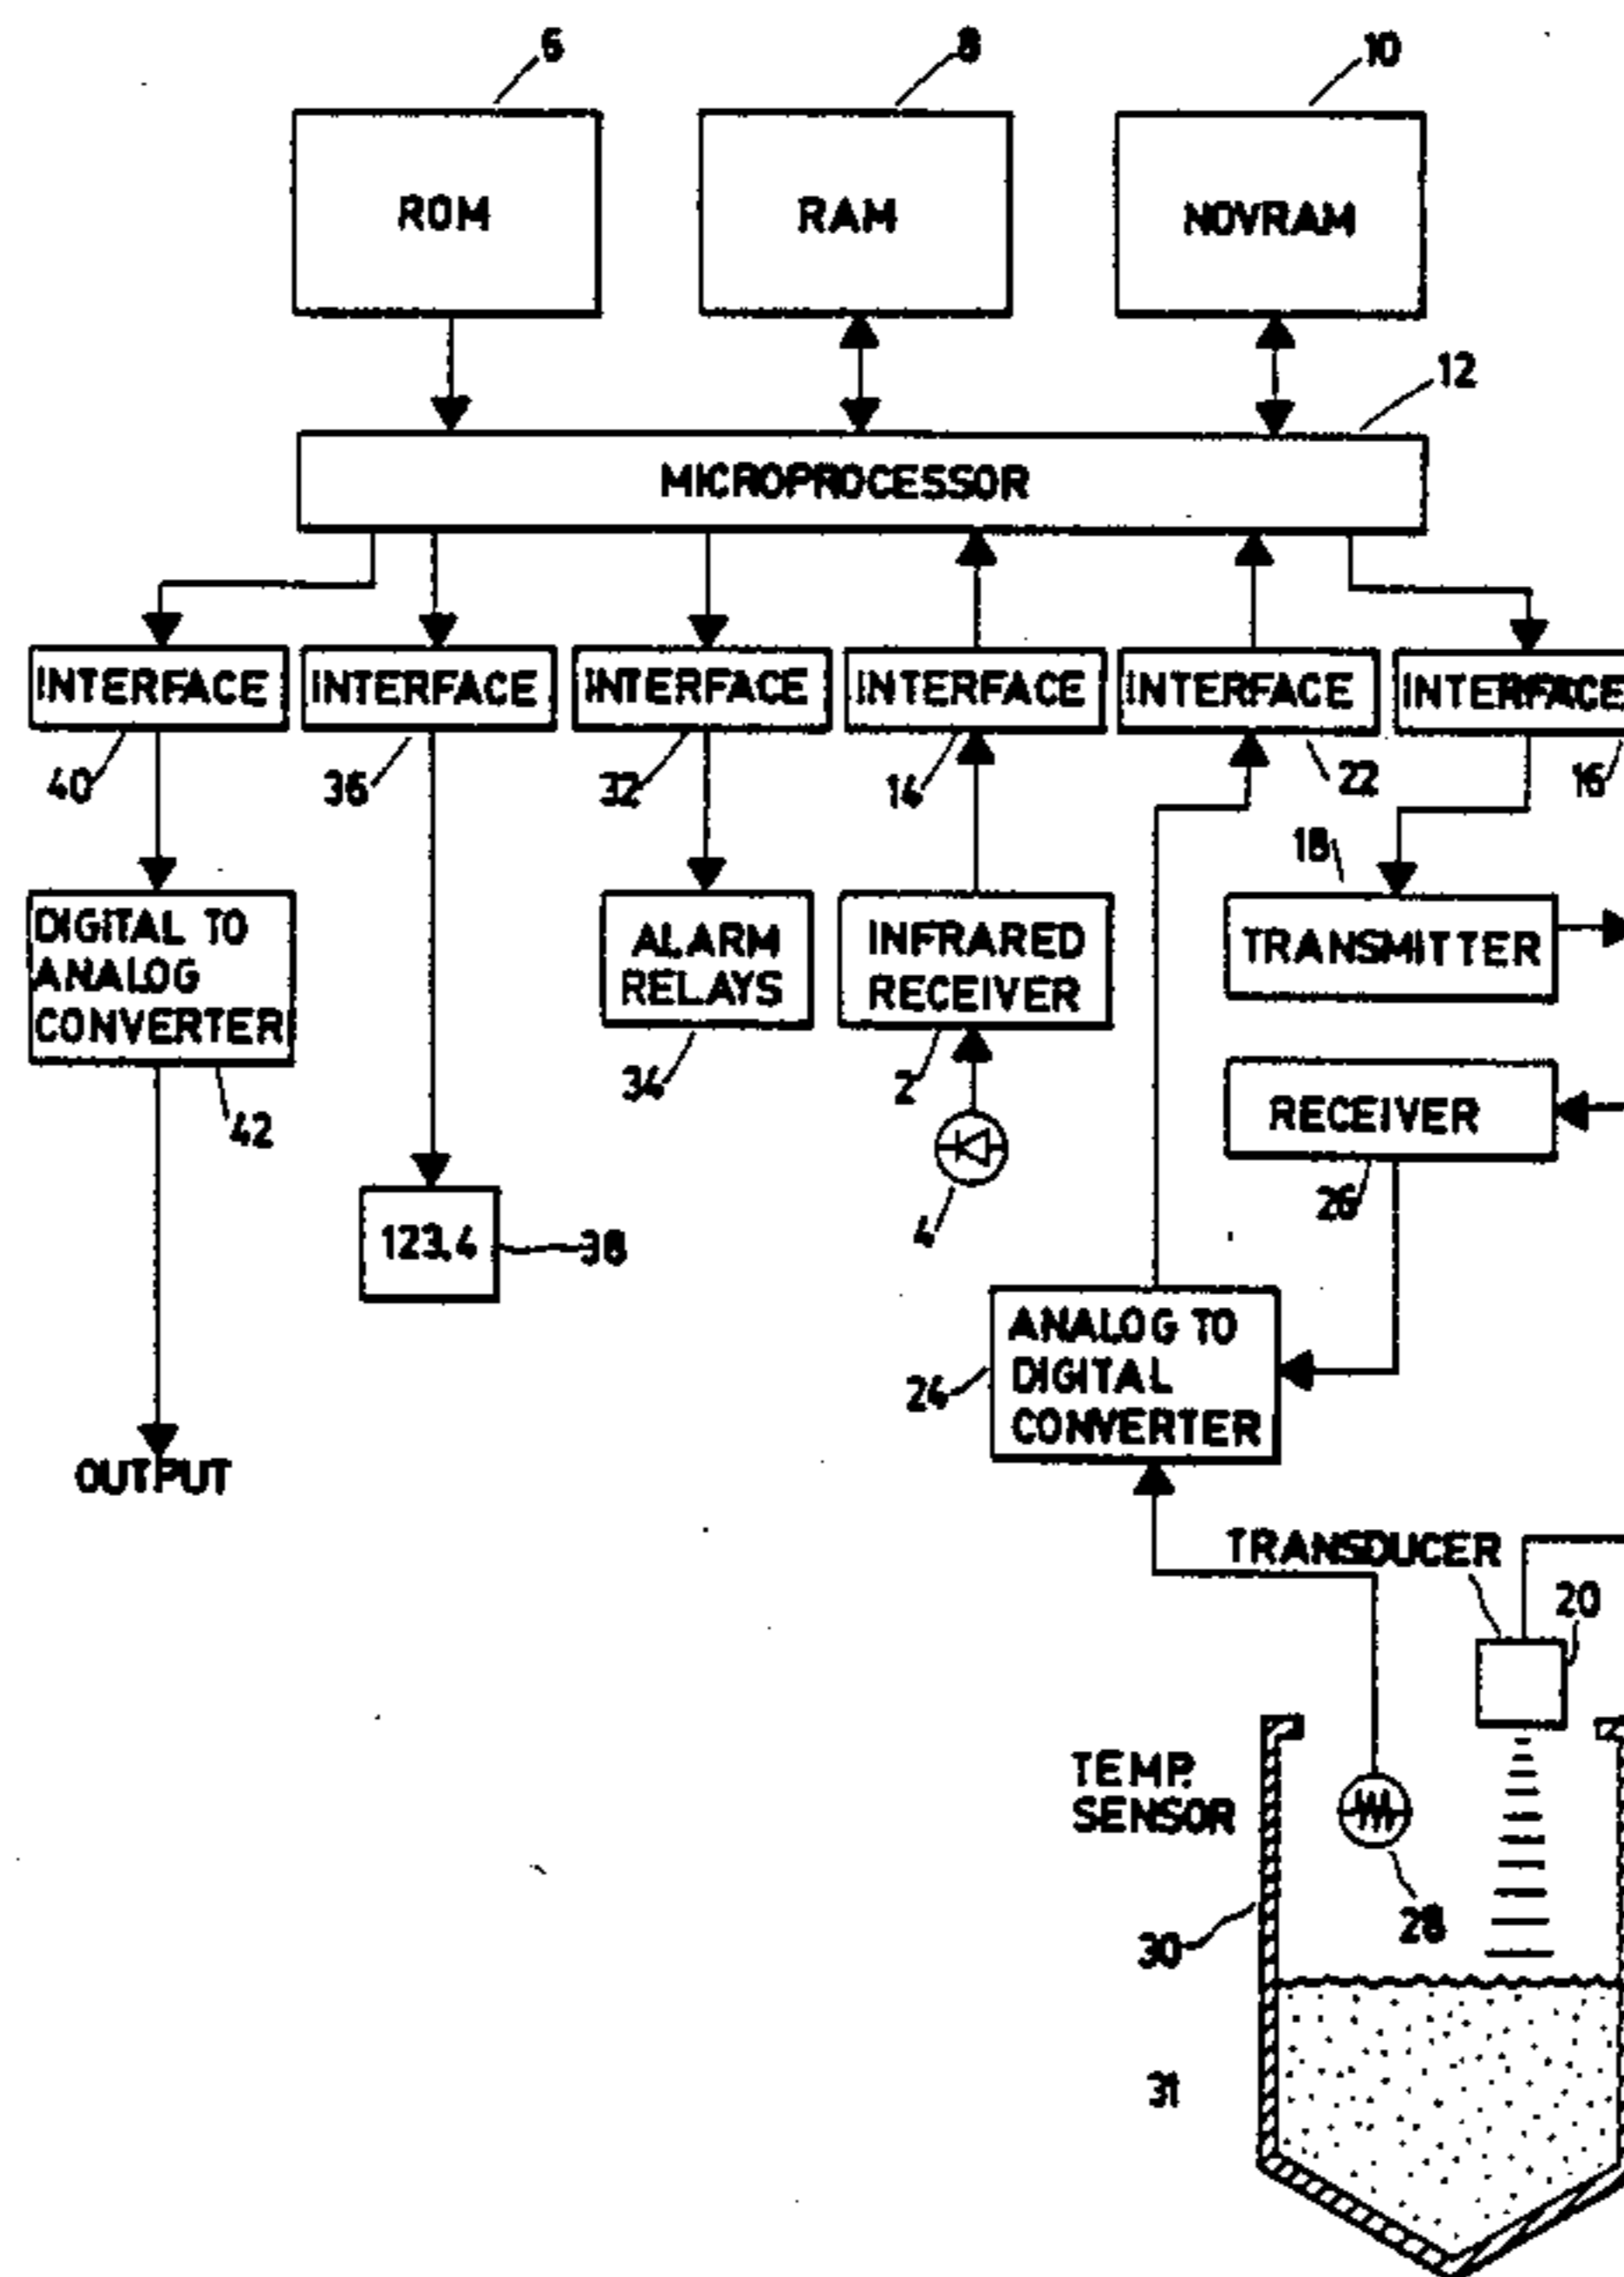 6
8
10
ROM
RAM
NOVRAM
12
MICROPROCESSOR
INTERFACE
INTERFACE
INTERFACE
INTERFACE
INTERFACE
INTERFACE
40
36
32
14
22
16
18
DIGITAL TO
ANALOG
CONVERTER
ALARM
RELAYS
INFRARED
RECEIVER
TRANSMITTER
34
2
42
RECEIVER
26
4
123.4
38
ANALOG TO
DIGITAL
CONVERTER
24
OUTPUT
TRANSDUCER
20
TEMP.
SENSOR
28
30
31